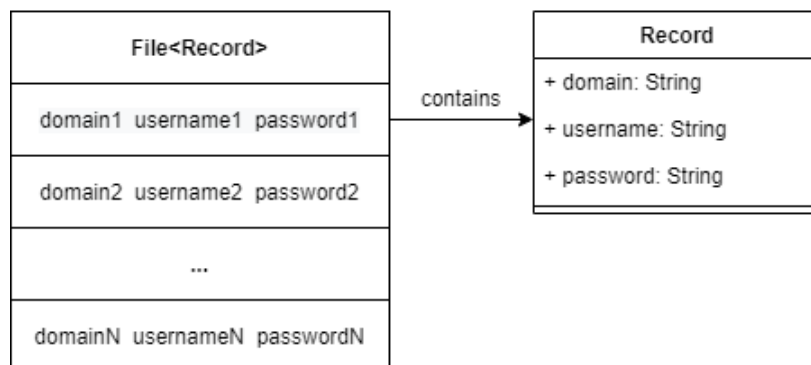 File<Record>
domain1 username1 password1
domain2 username2 password2
...
domainN usernameN passwordN
contains
Record
+ domain: String
+ username: String
+ password: String